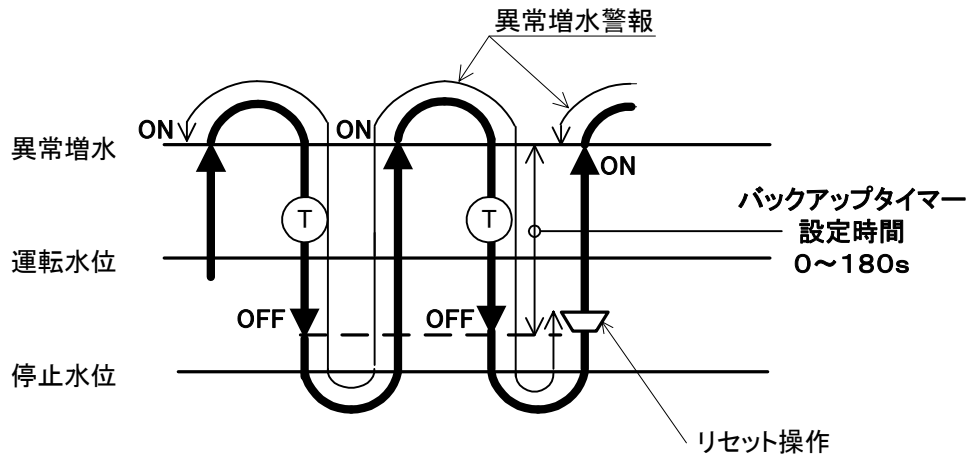 異常増水警報
ON
ON
異常増水
ON
T
T
バックアップタイマー
設定時間
0～180s
運転水位
OFF
OFF
停止水位
リセット操作